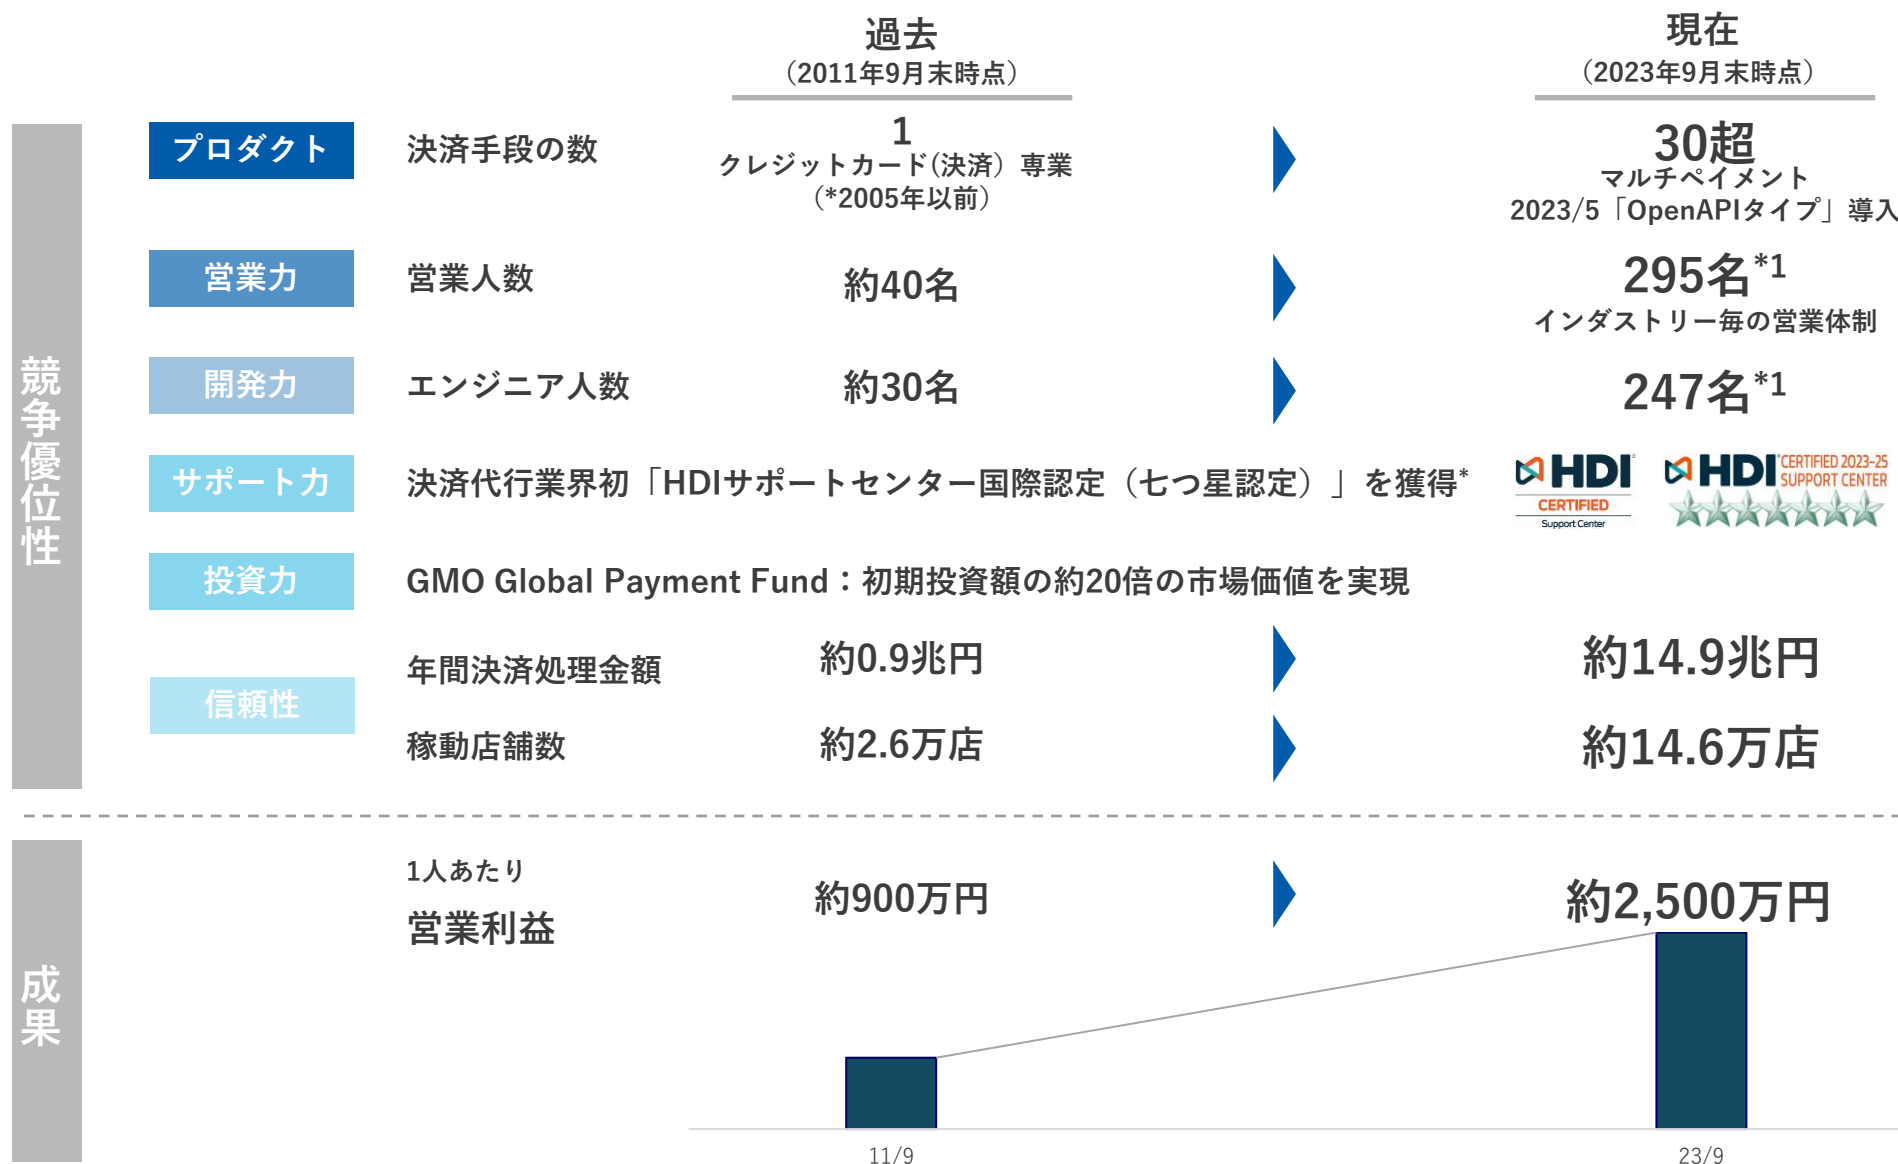 過去
（2011年9月末時点）
現在
（2023年9月末時点）
競争優位性
プロダクト
決済手段の数
1
クレジットカード(決済）専業
（*2005年以前）
30超
マルチペイメント
2023/5「OpenAPIタイプ」導入
営業力
営業人数
約40名
295名*1
インダストリー毎の営業体制
開発力
エンジニア人数
約30名
247名*1
サポート力
決済代行業界初「HDIサポートセンター国際認定（七つ星認定）」を獲得*
HDI
CERTIFIED
Support Center
HDI
CERTIFIED 2023-25
SUPPORT CENTER
投資力
GMO Global Payment Fund：初期投資額の約20倍の市場価値を実現
信頼性
年間決済処理金額
約0.9兆円
約14.9兆円
稼動店舗数
約2.6万店
約14.6万店
成果
1人あたり
営業利益
約900万円
約2,500万円
11/9
23/9